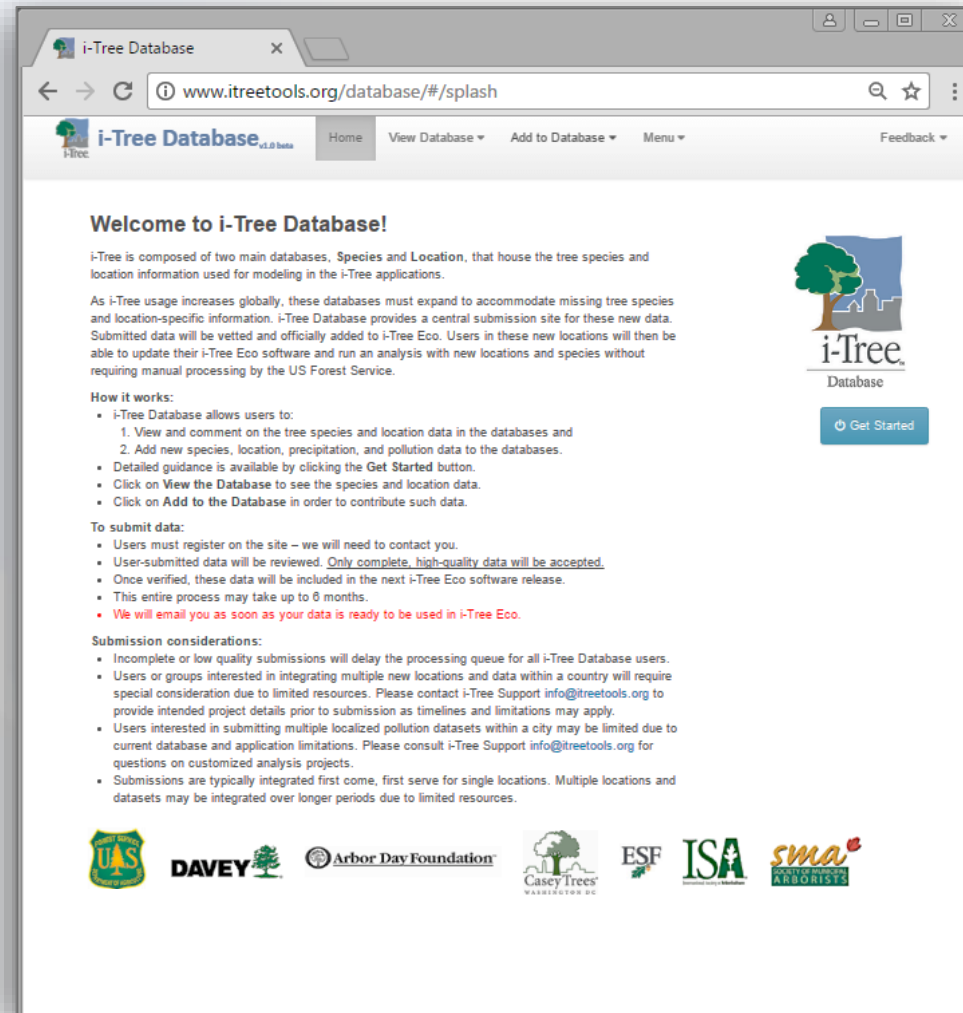 i-Tree Database
www.itreetools.org/database/#/splash
i-Tree
i-Tree Database v1.0 beta
Home
View Database
Add to Database
Menu
Feedback
Welcome to i-Tree Database!
i-Tree is composed of two main databases, Species and Location, that house the tree species and
location information used for modeling in the i-Tree applications.
As i-Tree usage increases globally, these databases must expand to accommodate missing tree species
and location-specific information. i-Tree Database provides a central submission site for these new data.
Submitted data will be vetted and officially added to i-Tree Eco. Users in these new locations will then be
able to update their i-Tree Eco software and run an analysis with new locations and species without
requiring manual processing by the US Forest Service.
i-Tree
Database
Get Started
How it works:
i-Tree Database allows users to:
1. View and comment on the tree species and location data in the databases and
2. Add new species, location, precipitation, and pollution data to the databases.
Detailed guidance is available by clicking the Get Started button.
Click on View the Database to see the species and location data.
Click on Add to the Database in order to contribute such data.
To submit data:
Users must register on the site – we will need to contact you.
User-submitted data will be reviewed. Only complete, high-quality data will be accepted.
Once verified, these data will be included in the next i-Tree Eco software release.
This entire process may take up to 6 months.
We will email you as soon as your data is ready to be used in i-Tree Eco.
Submission considerations:
Incomplete or low quality submissions will delay the processing queue for all i-Tree Database users.
Users or groups interested in integrating multiple new locations and data within a country will require
special consideration due to limited resources. Please contact i-Tree Support info@itreetools.org to
provide intended project details prior to submission as timelines and limitations may apply.
Users interested in submitting multiple localized pollution datasets within a city may be limited due to
current database and application limitations. Please consult i-Tree Support info@itreetools.org for
questions on customized analysis projects.
Submissions are typically integrated first come, first serve for single locations. Multiple locations and
datasets may be integrated over longer periods due to limited resources.
FOREST SERVICE
UAS
DEPARTMENT OF AGRICULTURE
DAVEY
Arbor Day Foundation
Casey Trees
WASHINGTON DC
ESF
ISA
sma
SOCIETY OF MUNICIPAL
ARBORISTS